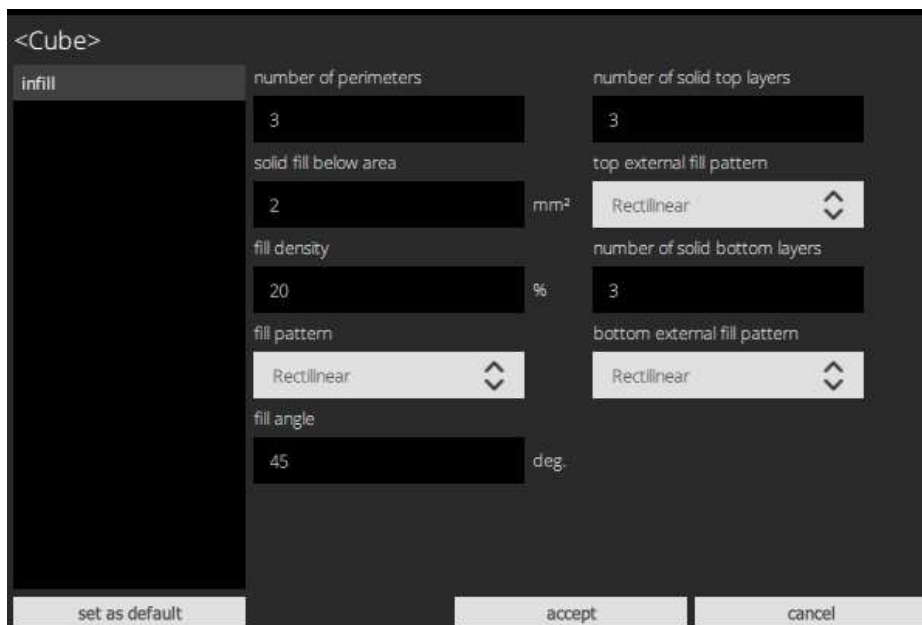 <Cube>
infill
number of perimeters
3
solid fill below area
2 mm²
fill density
20 %
fill pattern
Rectilinear
fill angle
45 deg.
number of solid top layers
3
top external fill pattern
Rectilinear
number of solid bottom layers
3
bottom external fill pattern
Rectilinear
set as default
accept
cancel